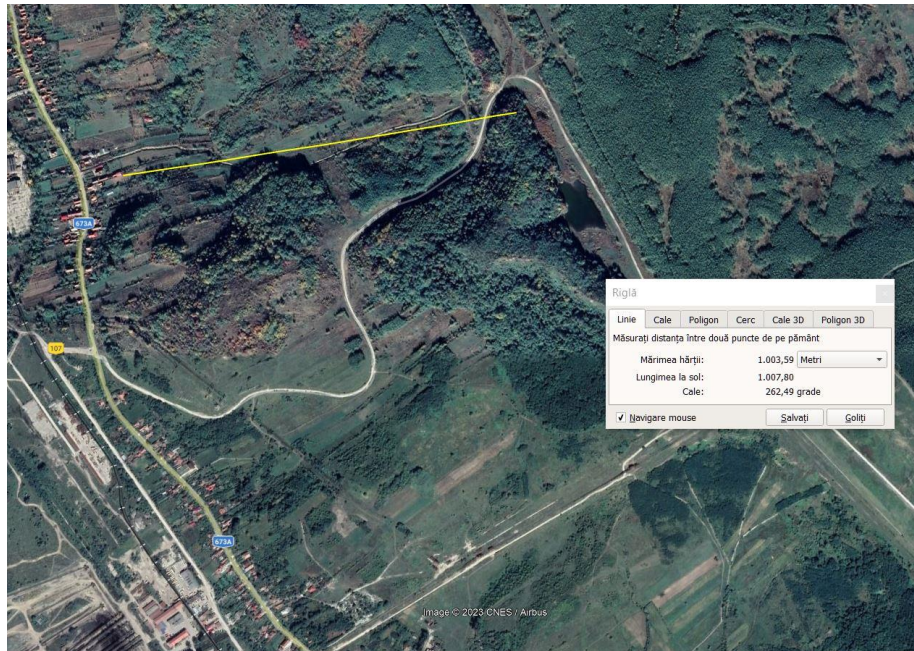 673A
Riglă
Linie Cale Poligon Cerc Cale 3D Poligon 3D
Măsurați distanța între două puncte de pe pământ
Mărimea hărții: 1.003,59 Metri
Lungimea la sol: 1.007,80
Cale: 262,49 grade
Navigare mouse Salvați Goliți
107
673A
Image © 2023 CNES / Airbus